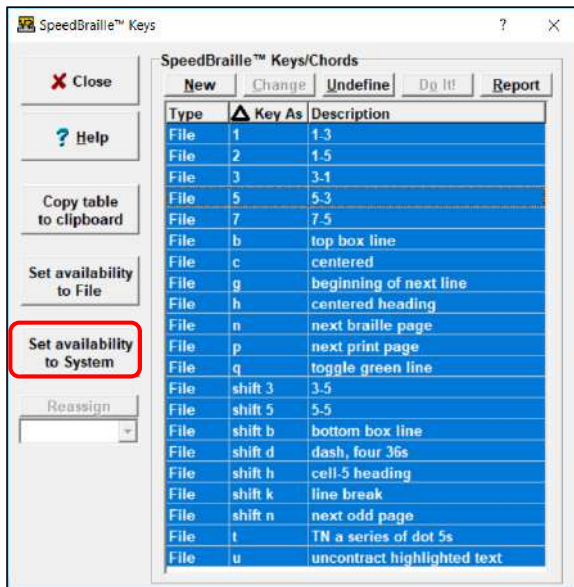 SpeedBraille™ Keys
? ×
Close
Help
Copy table
to clipboard
Set availability
to File
Set availability
to System
Reassign
SpeedBraille™ Keys/Chords
New Change Undefine Do It! Report
Type Key As Description
File 1 1-3
File 2 1-5
File 3 3-1
File 5 5-3
File 7 7-5
File b top box line
File c centered
File g beginning of next line
File h centered heading
File n next braille page
File p next print page
File q toggle green line
File shift 3 3-5
File shift 5 5-5
File shift b bottom box line
File shift d dash, four 36s
File shift h cell-5 heading
File shift k line break
File shift n next odd page
File t TN a series of dot 5s
File u uncontract highlighted text